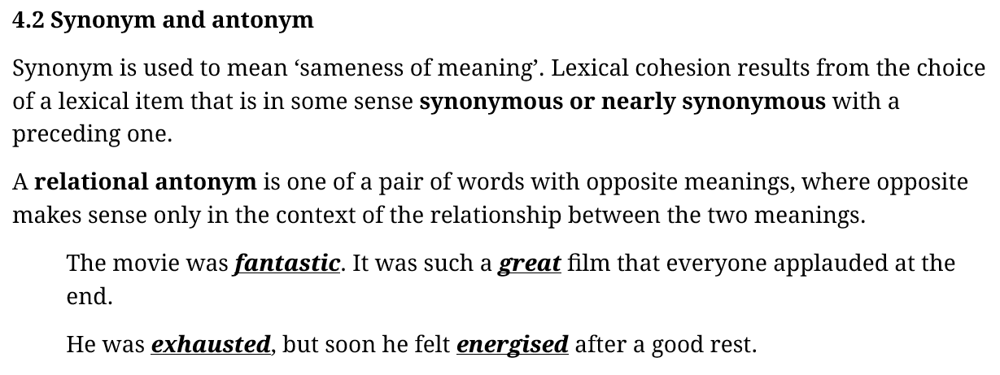 4.2 Synonym and antonym
Synonym is used to mean ‘sameness of meaning’. Lexical cohesion results from the choice
of a lexical item that is in some sense synonymous or nearly synonymous with a
preceding one.
A relational antonym is one of a pair of words with opposite meanings, where opposite
makes sense only in the context of the relationship between the two meanings.
The movie was fantastic. It was such a great film that everyone applauded at the
end.
He was exhausted, but soon he felt energised after a good rest.